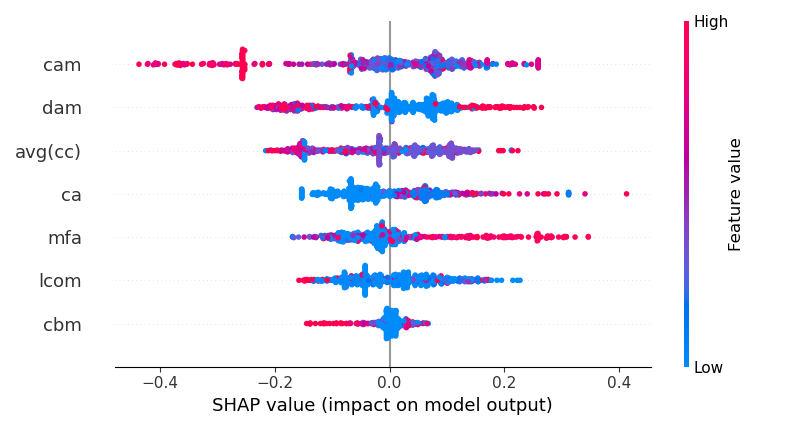 High
cam
dam
avg(cc)
ca
mfa
lcom
cbm
Feature value
Low
−0.4
−0.2
0.0
0.2
0.4
SHAP value (impact on model output)